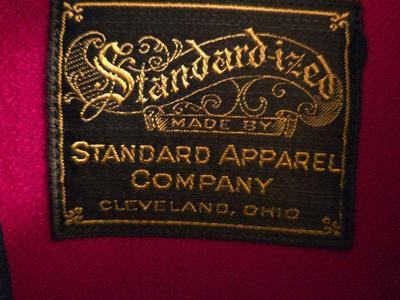 Standard-ized
MADE BY
STANDARD APPAREL
COMPANY
CLEVELAND, OHIO